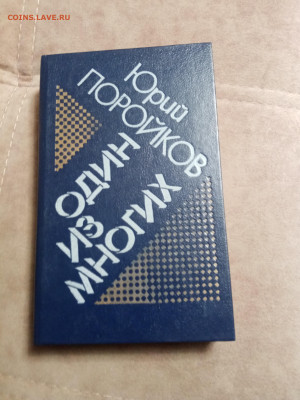 COINS.LAVE.RU
Юрий
ПОРОЙКОВ
ОДИН
ИЗ
МНОГИХ